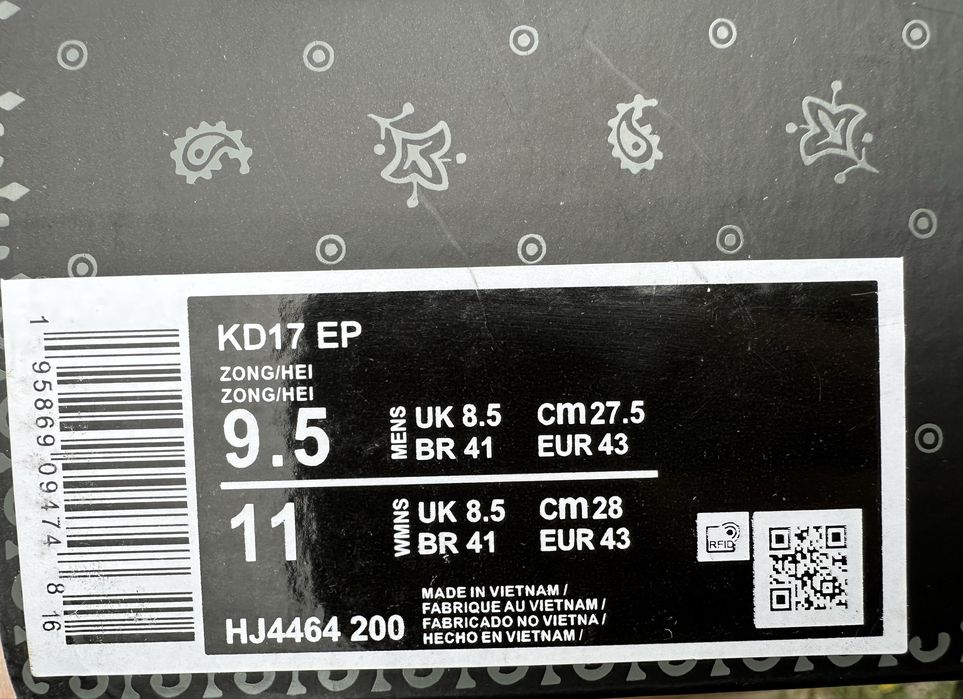 KD17 EP
ZONG/HEI
ZONG/HEI
9.5
MENS
UK 8.5 cm 27.5
BR 41 EUR 43
11
WMNS
UK 8.5 cm 28
BR 41 EUR 43
RFID
HJ4464 200
MADE IN VIETNAM /
FABRIQUE AU VIETNAM /
FABRICADO NO VIETNA /
HECHO EN VIETNAM /
1 95869 09474 8 16